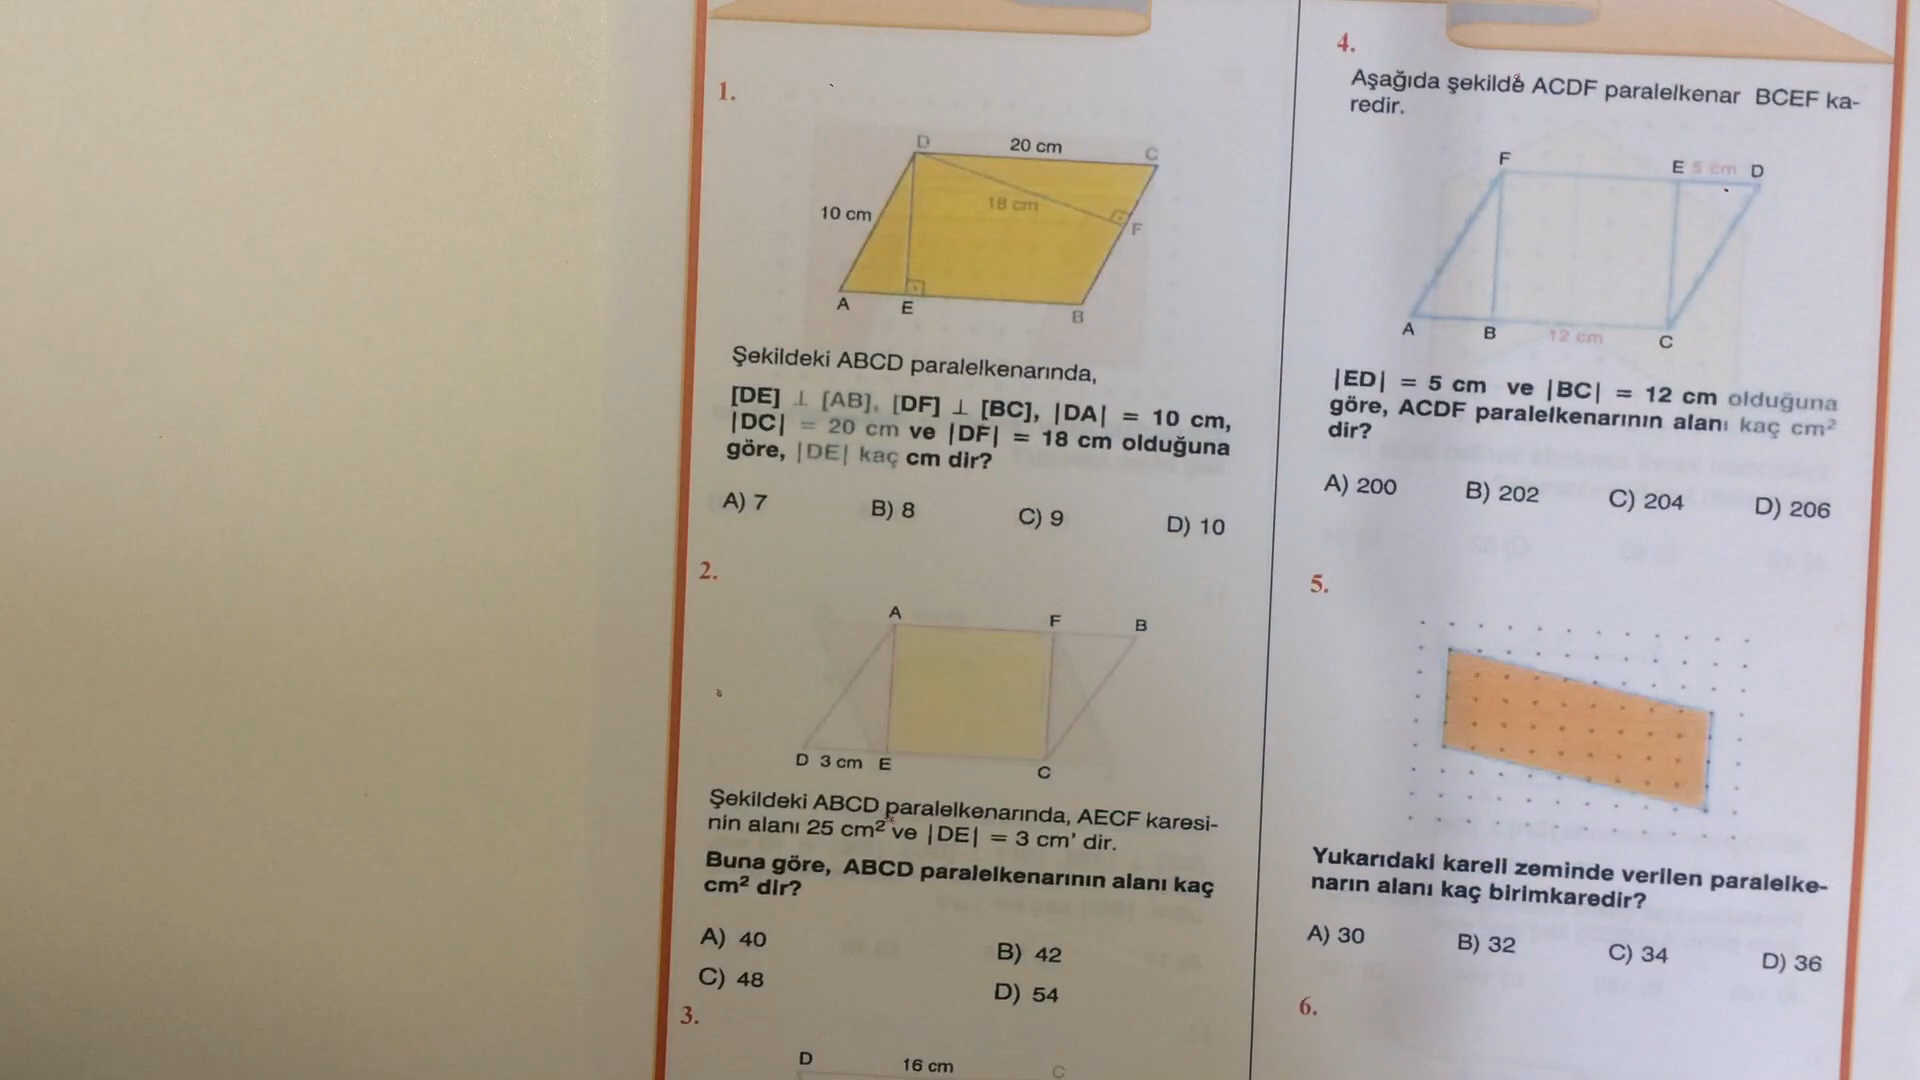 1.
D
20 cm
C
10 cm
18 cm
F
A
E
B
Şekildeki ABCD paralelkenarında,
[DE] ⊥ [AB], [DF] ⊥ [BC], |DA| = 10 cm,
|DC| = 20 cm ve |DF| = 18 cm olduğuna
göre, |DE| kaç cm dir?
A) 7 B) 8 C) 9 D) 10
2.
A
F
B
D 3 cm E
C
Şekildeki ABCD paralelkenarında, AECF karesi-
nin alanı 25 cm² ve |DE| = 3 cm' dir.
Buna göre, ABCD paralelkenarının alanı kaç
cm² dir?
A) 40 B) 42
C) 48 D) 54
3.
D
16 cm
C
4.
Aşağıda şekilde ACDF paralelkenar BCEF ka-
redir.
F
E 5 cm D
A
B
12 cm
C
|ED| = 5 cm ve |BC| = 12 cm olduğuna
göre, ACDF paralelkenarının alanı kaç cm²
dir?
A) 200 B) 202 C) 204 D) 206
5.
Yukarıdaki kareli zeminde verilen paralelke-
narın alanı kaç birimkaredir?
A) 30 B) 32 C) 34 D) 36
6.